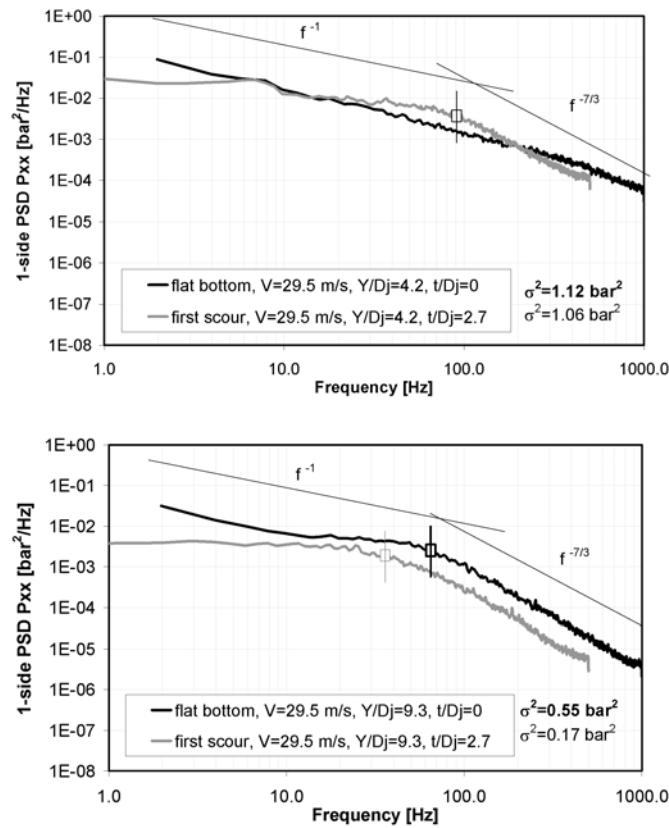 1E+00
1E-01
1E-02
1E-03
1E-04
1E-05
1E-06
1E-07
1E-08
1-side PSD Pxx [bar²/Hz]
f -1
f -7/3
flat bottom, V=29.5 m/s, Y/Dj=4.2, t/Dj=0
first scour, V=29.5 m/s, Y/Dj=4.2, t/Dj=2.7
σ²=1.12 bar²
σ²=1.06 bar²
1.0 10.0 100.0 1000.0
Frequency [Hz]
1E+00
1E-01
1E-02
1E-03
1E-04
1E-05
1E-06
1E-07
1E-08
1-side PSD Pxx [bar²/Hz]
f -1
f -7/3
flat bottom, V=29.5 m/s, Y/Dj=9.3, t/Dj=0
first scour, V=29.5 m/s, Y/Dj=9.3, t/Dj=2.7
σ²=0.55 bar²
σ²=0.17 bar²
1.0 10.0 100.0 1000.0
Frequency [Hz]